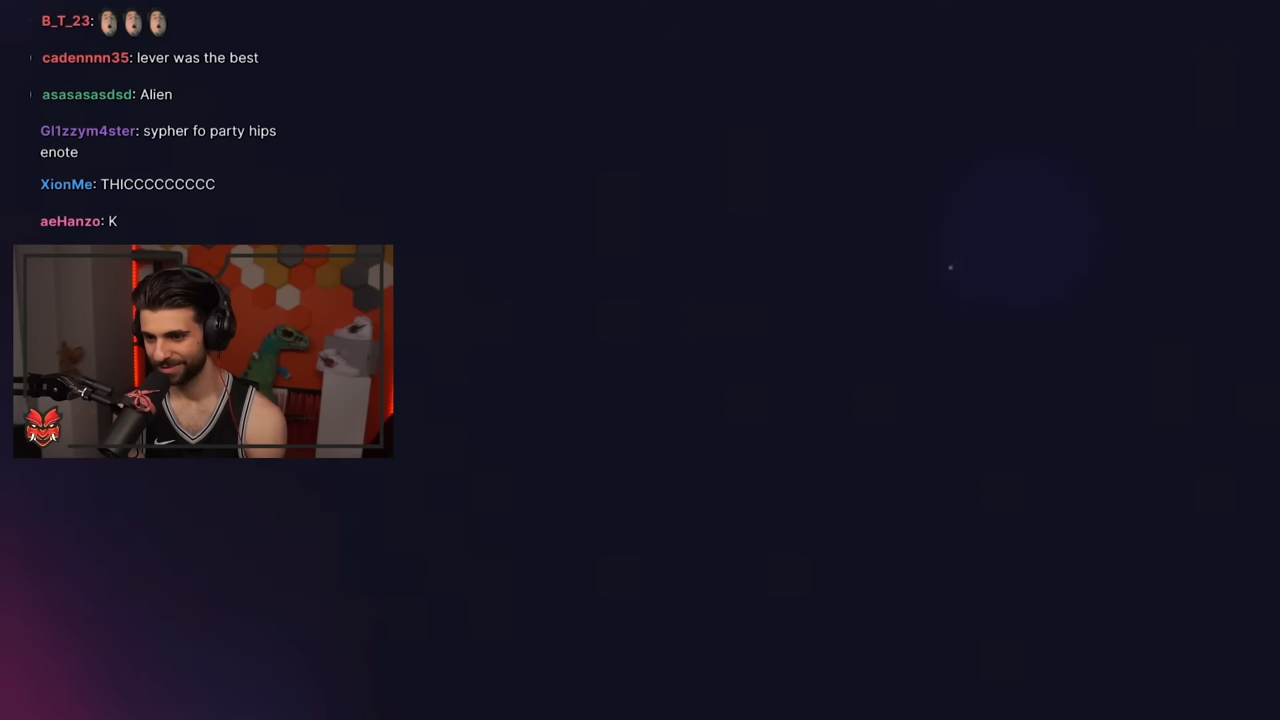 B_T_23:
cadennnn35: lever was the best
asasasasdsd: Alien
Gl1zzym4ster: sypher fo party hips
enote
XionMe: THICCCCCCCCC
aeHanzo: K